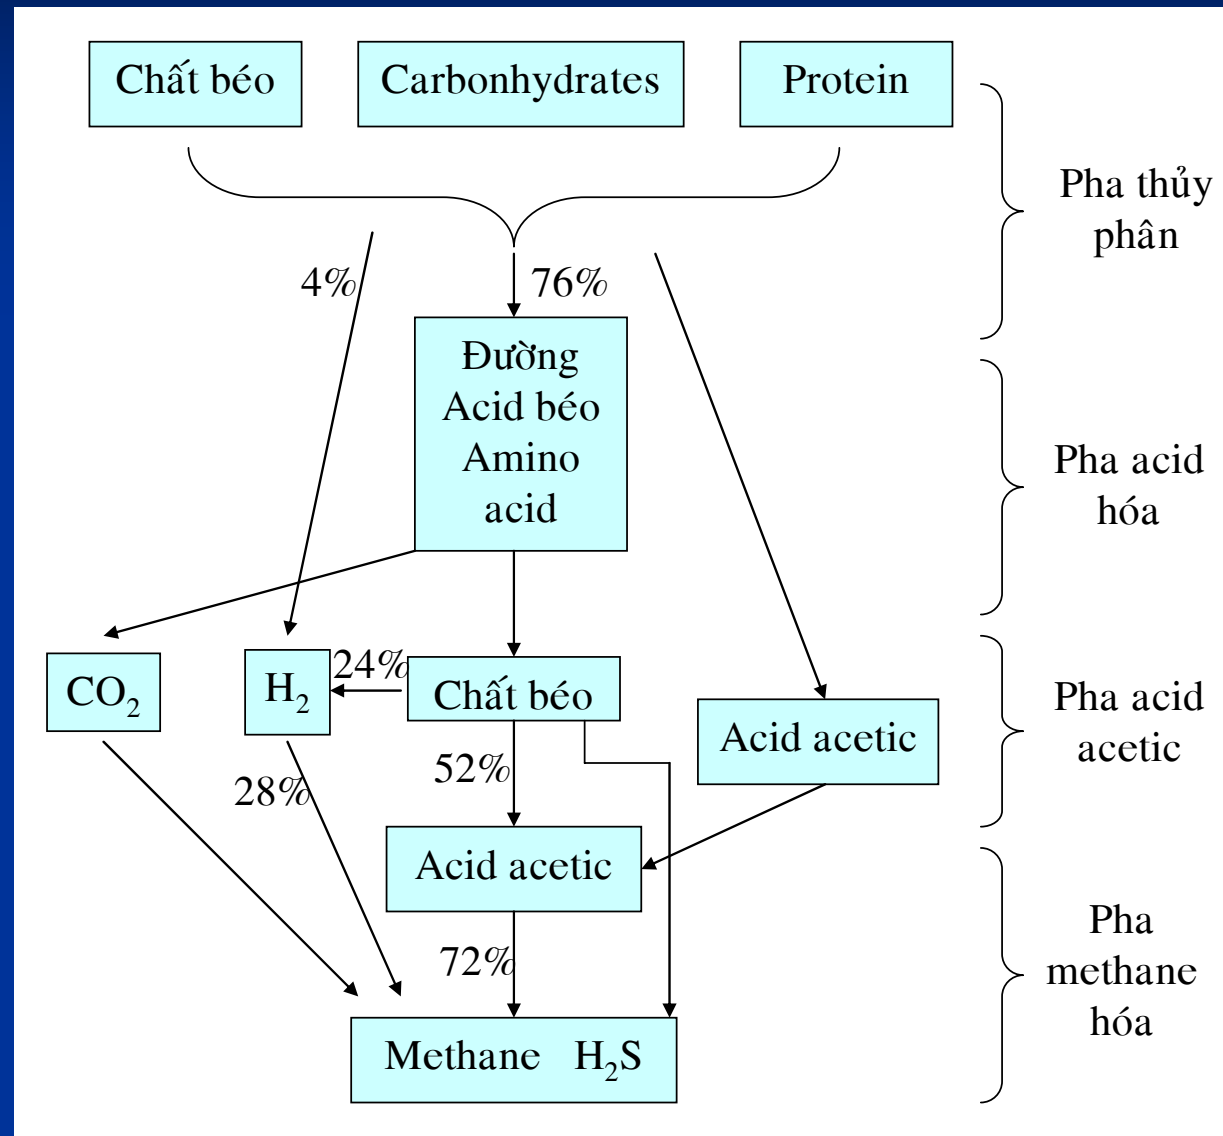 Chất béo
Carbonhydrates
Protein
Pha thủy
phân
4%
76%
Đường
Acid béo
Amino
acid
Pha acid
hóa
CO₂
H₂
24%
Chất béo
Acid acetic
Pha acid
acetic
28%
52%
Acid acetic
72%
Pha
methane
hóa
Methane H₂S